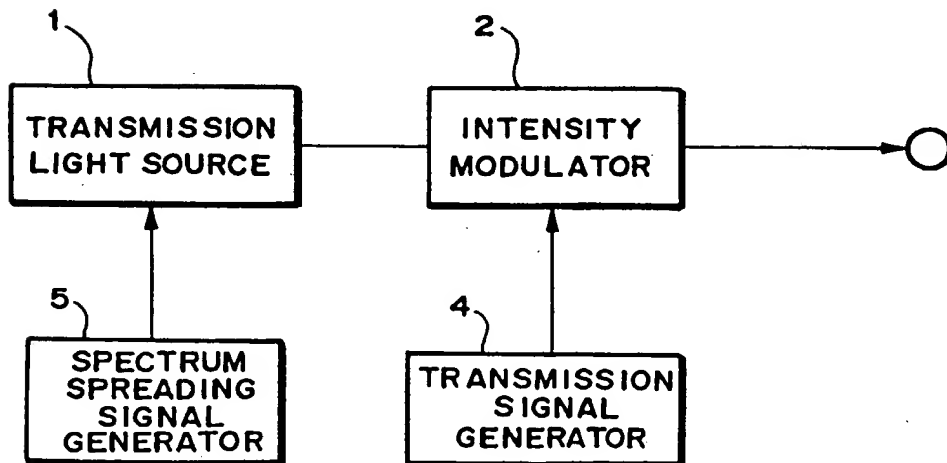 1
TRANSMISSION
LIGHT SOURCE
2
INTENSITY
MODULATOR
5
SPECTRUM
SPREADING
SIGNAL
GENERATOR
4
TRANSMISSION
SIGNAL
GENERATOR